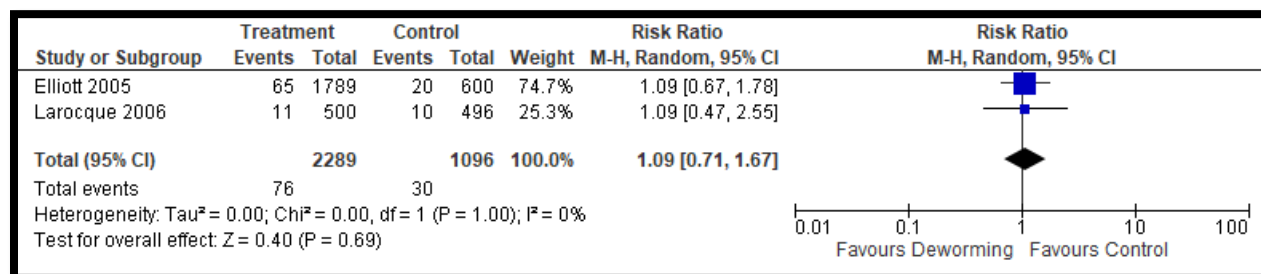 Treatment Control Risk Ratio Risk Ratio
Study or Subgroup Events Total Events Total Weight M-H, Random, 95% CI M-H, Random, 95% CI
Elliott 2005 65 1789 20 600 74.7% 1.09 [0.67, 1.78]
Larocque 2006 11 500 10 496 25.3% 1.09 [0.47, 2.55]
Total (95% CI) 2289 1096 100.0% 1.09 [0.71, 1.67]
Total events 76 30
Heterogeneity: Tau² = 0.00; Chi² = 0.00, df = 1 (P = 1.00); I² = 0%
Test for overall effect: Z = 0.40 (P = 0.69)
0.01 0.1 1 10 100
Favours Deworming Favours Control